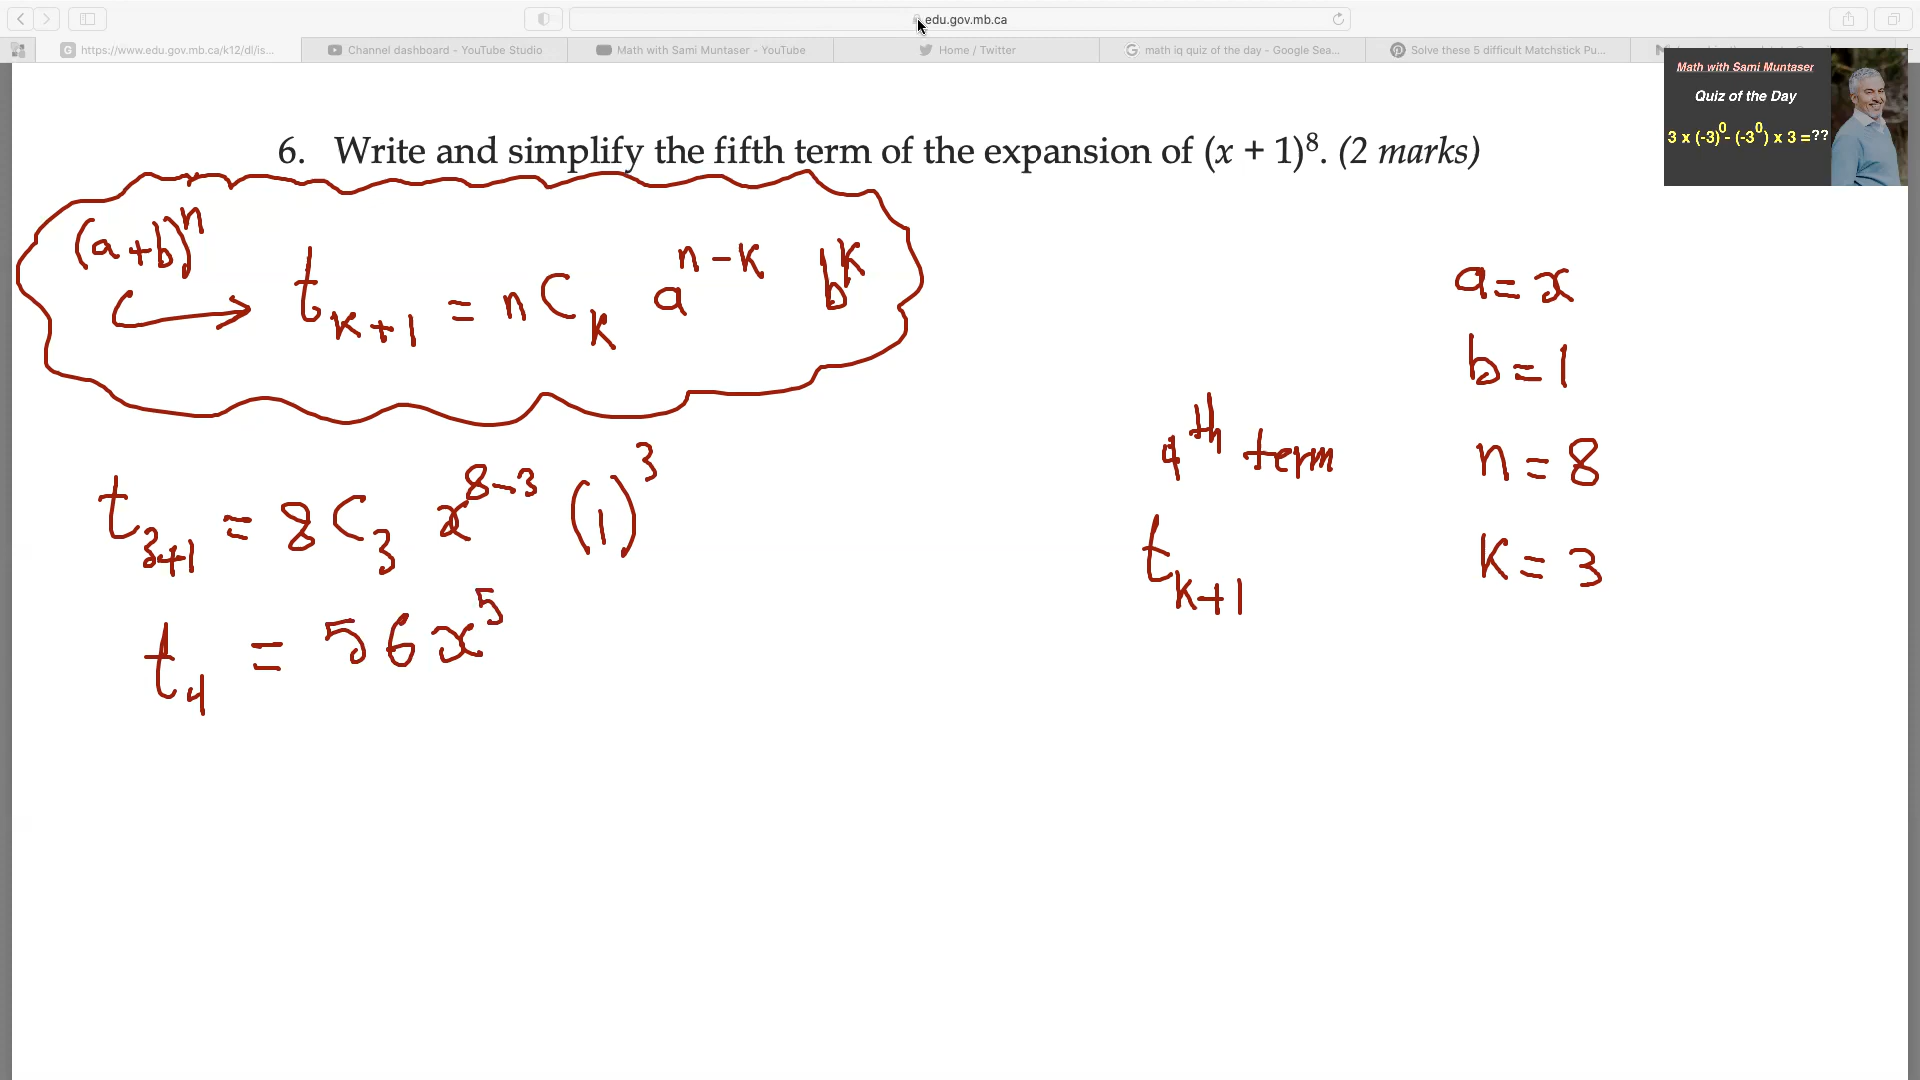 edu.gov.mb.ca
https://www.edu.gov.mb.ca/k12/dl/is...
Channel dashboard - YouTube Studio
Math with Sami Muntaser - YouTube
Home / Twitter
math iq quiz of the day - Google Sea...
Solve these 5 difficult Matchstick Pu...
Math with Sami Muntaser
Quiz of the Day
3 x (-3)⁰- (-3⁰) x 3 =??
6. Write and simplify the fifth term of the expansion of (x + 1)⁸. (2 marks)
(a+b)ⁿ
t_{k+1} = nC_k a^{n-k} b^k
a = x
b = 1
4th term
n = 8
t_{3+1} = 8C_3 x^{8-3} (1)^3
t_{k+1}
k = 3
t_4 = 56x^5